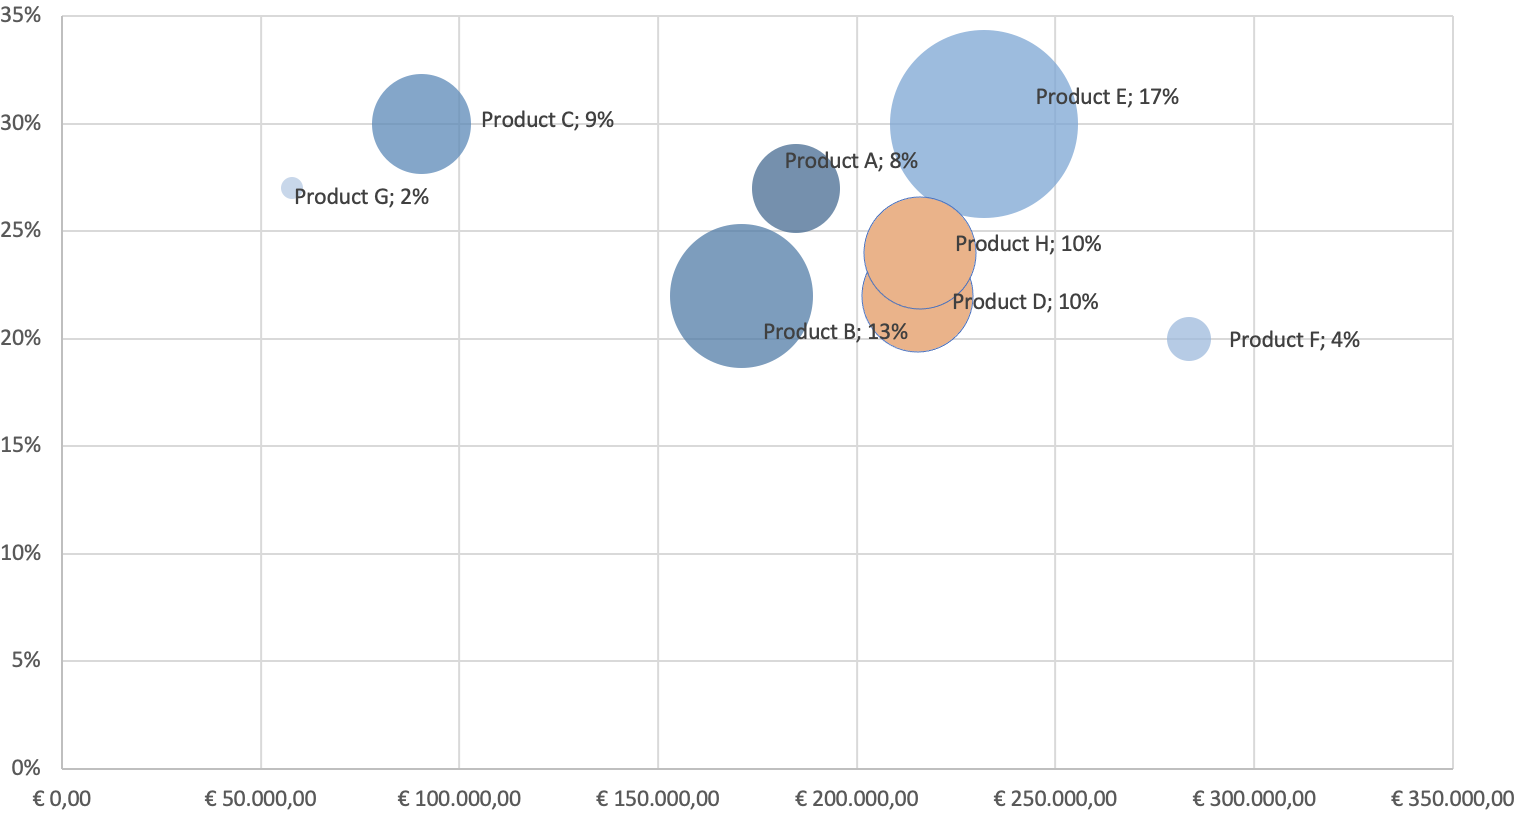 35%
30%
25%
20%
15%
10%
5%
0%
Product E; 17%
Product C; 9%
Product A; 8%
Product G; 2%
Product H; 10%
Product D; 10%
Product B; 13%
Product F; 4%
€ 0,00
€ 50.000,00
€ 100.000,00
€ 150.000,00
€ 200.000,00
€ 250.000,00
€ 300.000,00
€ 350.000,00